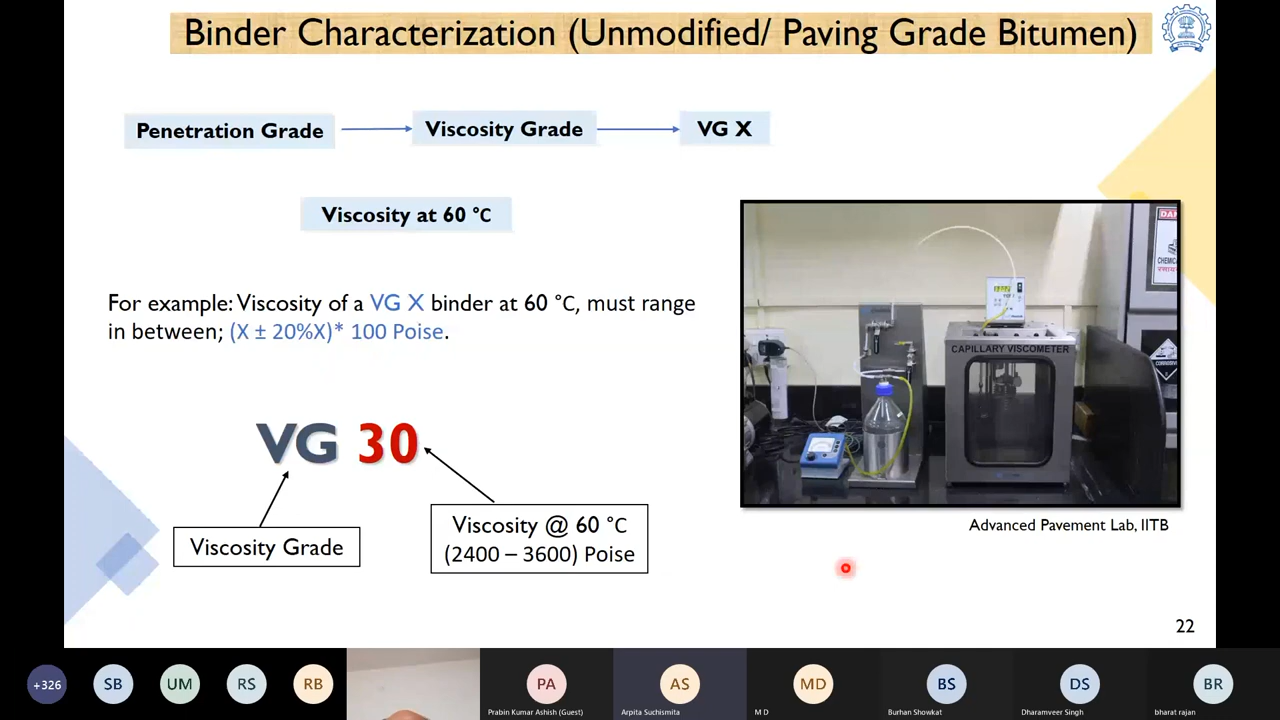 Binder Characterization (Unmodified/ Paving Grade Bitumen)
Penetration Grade
Viscosity Grade
VG X
Viscosity at 60 °C
For example: Viscosity of a VG X binder at 60 °C, must range
in between; (X ± 20%X)* 100 Poise.
VG 30
Viscosity Grade
Viscosity @ 60 °C
(2400 – 3600) Poise
CAPILLARY VISCOMETER
Advanced Pavement Lab, IITB
22
+326
SB
UM
RS
RB
PA
AS
MD
BS
DS
BR
Prabin Kumar Ashish (Guest)
Arpita Suchismita
M D
Burhan Showkat
Dharamveer Singh
bharat rajan